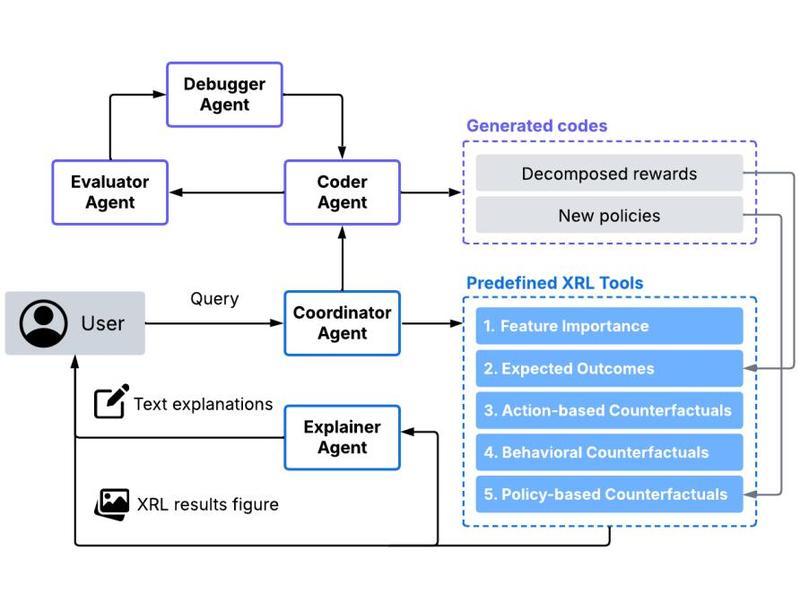 Debugger
Agent
Generated codes
Evaluator
Agent
Coder
Agent
Decomposed rewards
New policies
Predefined XRL Tools
User
Query
Coordinator
Agent
1. Feature Importance
2. Expected Outcomes
3. Action-based Counterfactuals
4. Behavioral Counterfactuals
5. Policy-based Counterfactuals
Text explanations
Explainer
Agent
XRL results figure